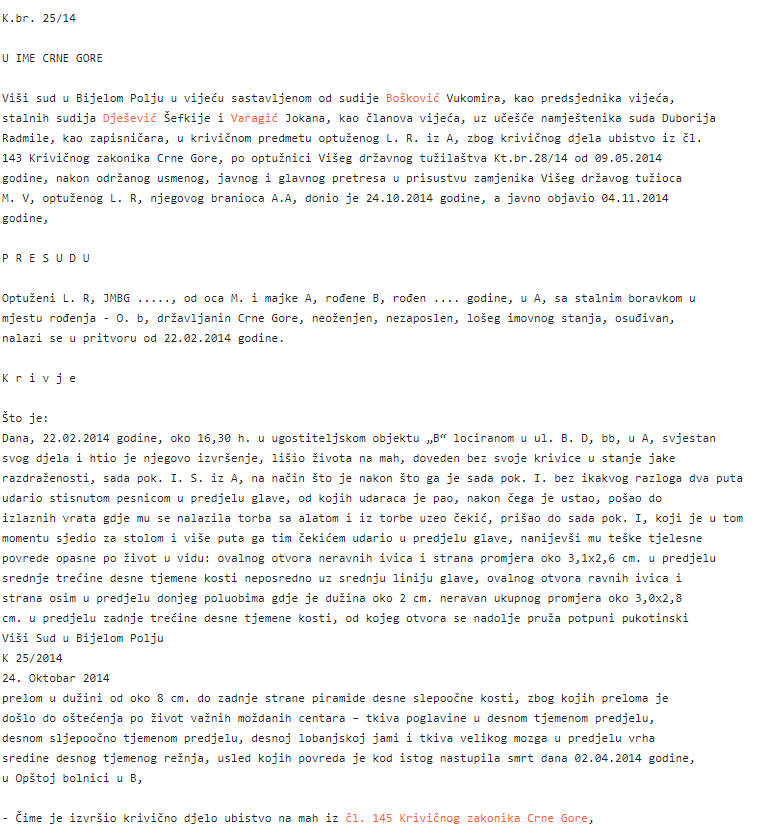 K.br. 25/14
U IME CRNE GORE
Viši sud u Bijelom Polju u vijeću sastavljenom od sudije Bošković Vukomira, kao predsjednika vijeća,
stalnih sudija Dješević Šefkije i Varagić Jokana, kao članova vijeća, uz učešće namještenika suda Duborija
Radmile, kao zapisničara, u krivičnom predmetu optuženog L. R. iz A, zbog krivičnog djela ubistvo iz čl.
143 Krivičnog zakonika Crne Gore, po optužnici Višeg državnog tužilaštva Kt.br.28/14 od 09.05.2014
godine, nakon održanog usmenog, javnog i glavnog pretresa u prisustvu zamjenika Višeg državog tužioca
M. V, optuženog L. R, njegovog branioca A.A, donio je 24.10.2014 godine, a javno objavio 04.11.2014
godine,
P R E S U D U
Optuženi L. R, JMBG ....., od oca M. i majke A, rođene B, rođen .... godine, u A, sa stalnim boravkom u
mjestu rođenja - O. b, državljanin Crne Gore, neoženjen, nezaposlen, lošeg imovnog stanja, osuđivan,
nalazi se u pritvoru od 22.02.2014 godine.
K r i v j e
Što je:
Dana, 22.02.2014 godine, oko 16,30 h. u ugostiteljskom objektu „B“ lociranom u ul. B. D, bb, u A, svjestan
svog djela i htio je njegovo izvršenje, lišio života na mah, doveden bez svoje krivice u stanje jake
razdraženosti, sada pok. I. S. iz A, na način što je nakon što ga je sada pok. I. bez ikakvog razloga dva puta
udario stisnutom pesnicom u predjelu glave, od kojih udaraca je pao, nakon čega je ustao, pošao do
izlaznih vrata gdje mu se nalazila torba sa alatom i iz torbe uzeo čekić, prišao do sada pok. I, koji je u tom
momentu sjedio za stolom i više puta ga tim čekićem udario u predjelu glave, nanijevši mu teške tjelesne
povrede opasne po život u vidu: ovalnog otvora neravnih ivica i strana promjera oko 3,1x2,6 cm. u predjelu
srednje trećine desne tjemene kosti neposredno uz srednju liniju glave, ovalnog otvora ravnih ivica i
strana osim u predjelu donjeg poluobima gdje je dužina oko 2 cm. neravan ukupnog promjera oko 3,0x2,8
cm. u predjelu zadnje trećine desne tjemene kosti, od kojeg otvora se nadolje pruža potpuni pukotinski
Viši Sud u Bijelom Polju
K 25/2014
24. Oktobar 2014
prelom u dužini od oko 8 cm. do zadnje strane piramide desne slepoočne kosti, zbog kojih preloma je
došlo do oštećenja po život važnih moždanih centara – tkiva poglavine u desnom tjemenom predjelu,
desnom sljepoočno tjemenom predjelu, desnoj lobanjskoj jami i tkiva velikog mozga u predjelu vrha
sredine desnog tjemenog režnja, usled kojih povreda je kod istog nastupila smrt dana 02.04.2014 godine,
u Opštoj bolnici u B,
- Čime je izvršio krivično djelo ubistvo na mah iz čl. 145 Krivičnog zakonika Crne Gore,